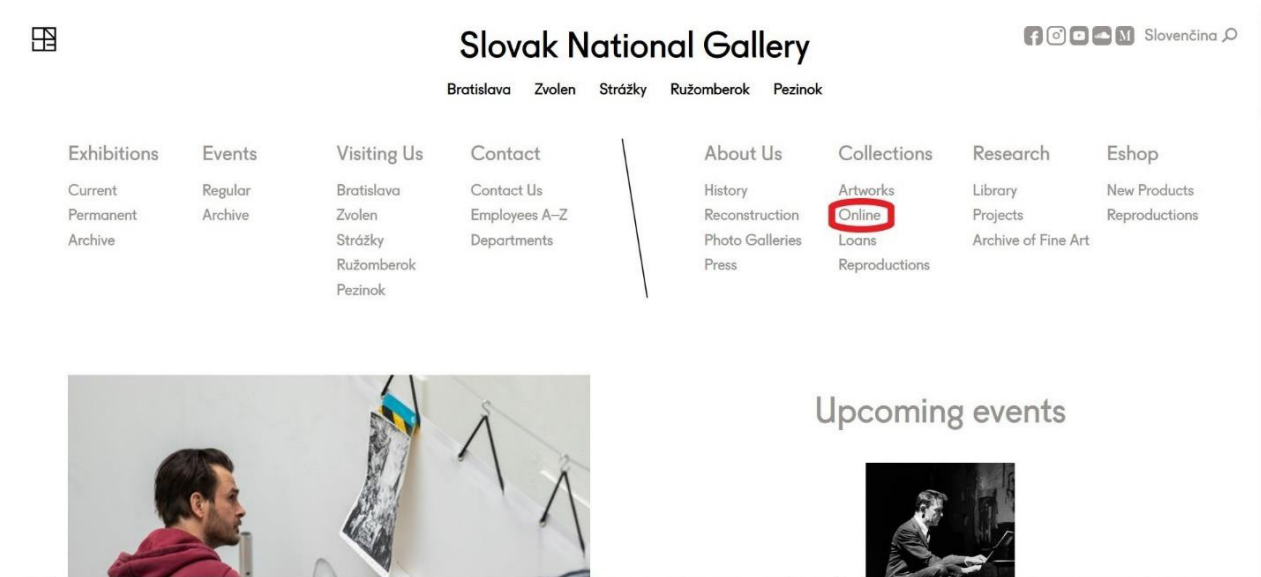 Slovak National Gallery
Slovenčina
Bratislava Zvolen Strážky Ružomberok Pezinok
Exhibitions
Current
Permanent
Archive
Events
Regular
Archive
Visiting Us
Bratislava
Zvolen
Strážky
Ružomberok
Pezinok
Contact
Contact Us
Employees A–Z
Departments
About Us
History
Reconstruction
Photo Galleries
Press
Collections
Artworks
Online
Loans
Reproductions
Research
Library
Projects
Archive of Fine Art
Eshop
New Products
Reproductions
Upcoming events